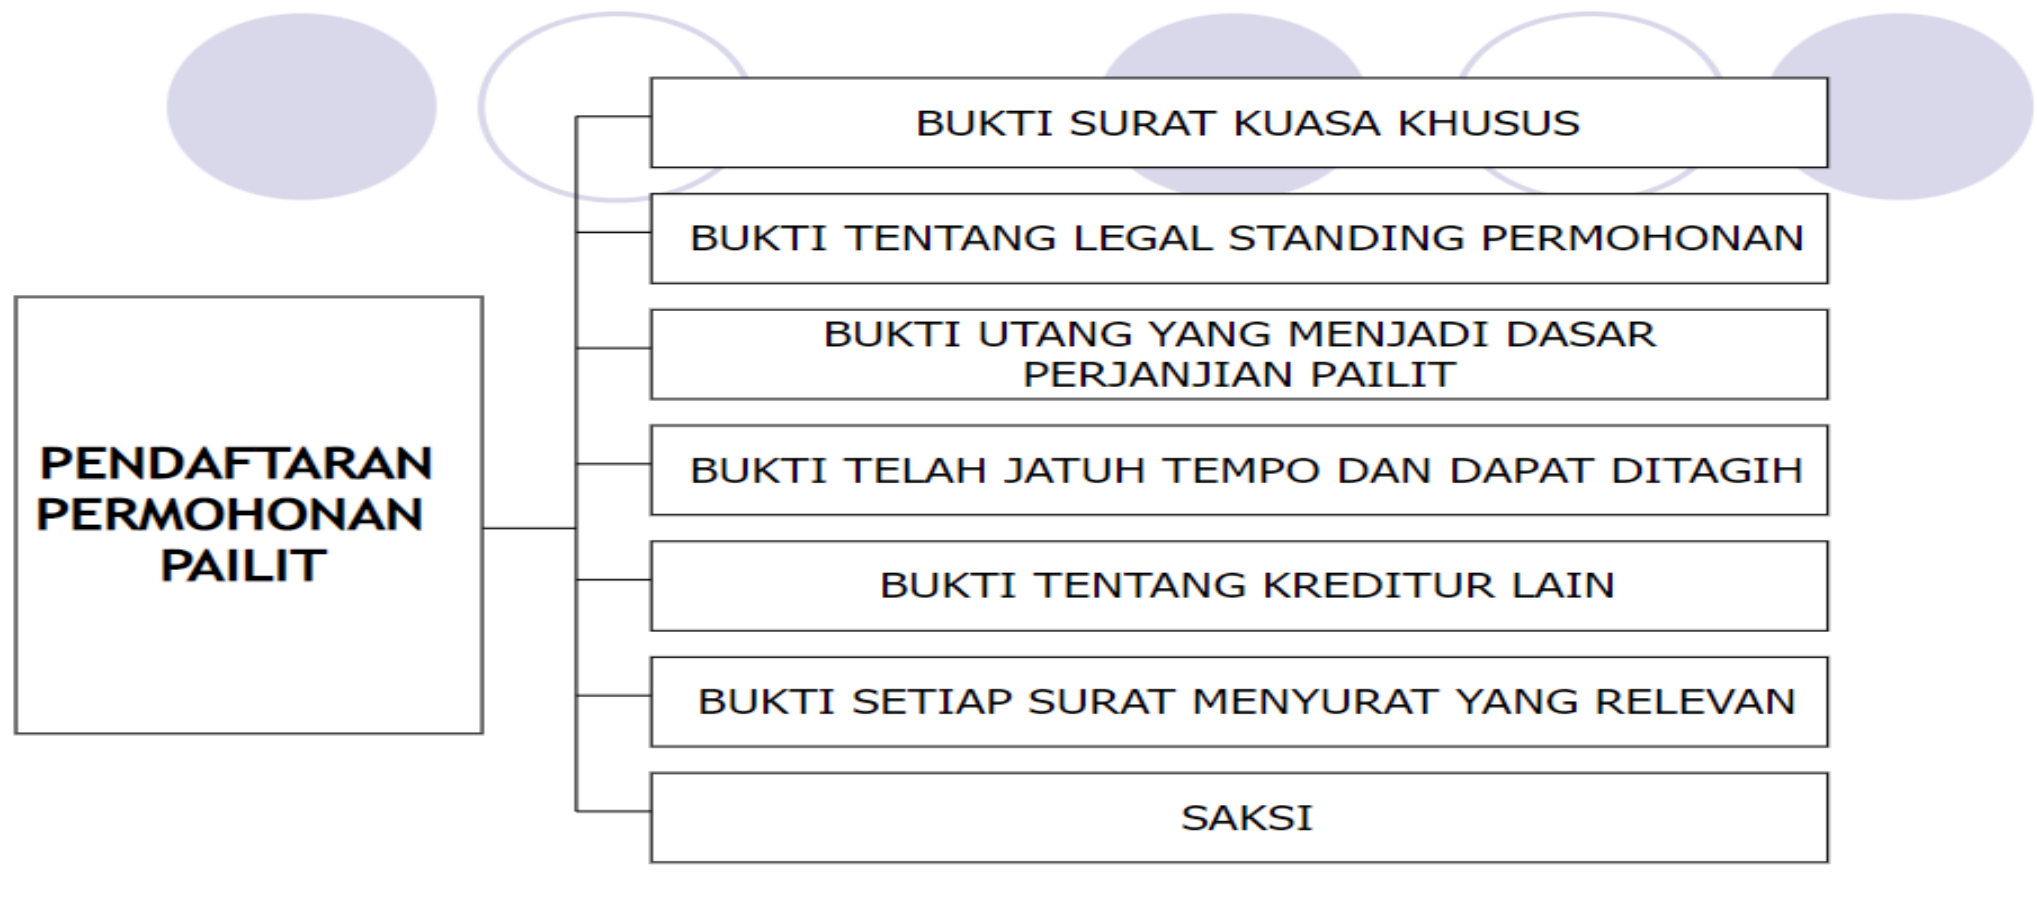 PENDAFTARAN
PERMOHONAN
PAILIT
BUKTI SURAT KUASA KHUSUS
BUKTI TENTANG LEGAL STANDING PERMOHONAN
BUKTI UTANG YANG MENJADI DASAR
PERJANJIAN PAILIT
BUKTI TELAH JATUH TEMPO DAN DAPAT DITAGIH
BUKTI TENTANG KREDITUR LAIN
BUKTI SETIAP SURAT MENYURAT YANG RELEVAN
SAKSI